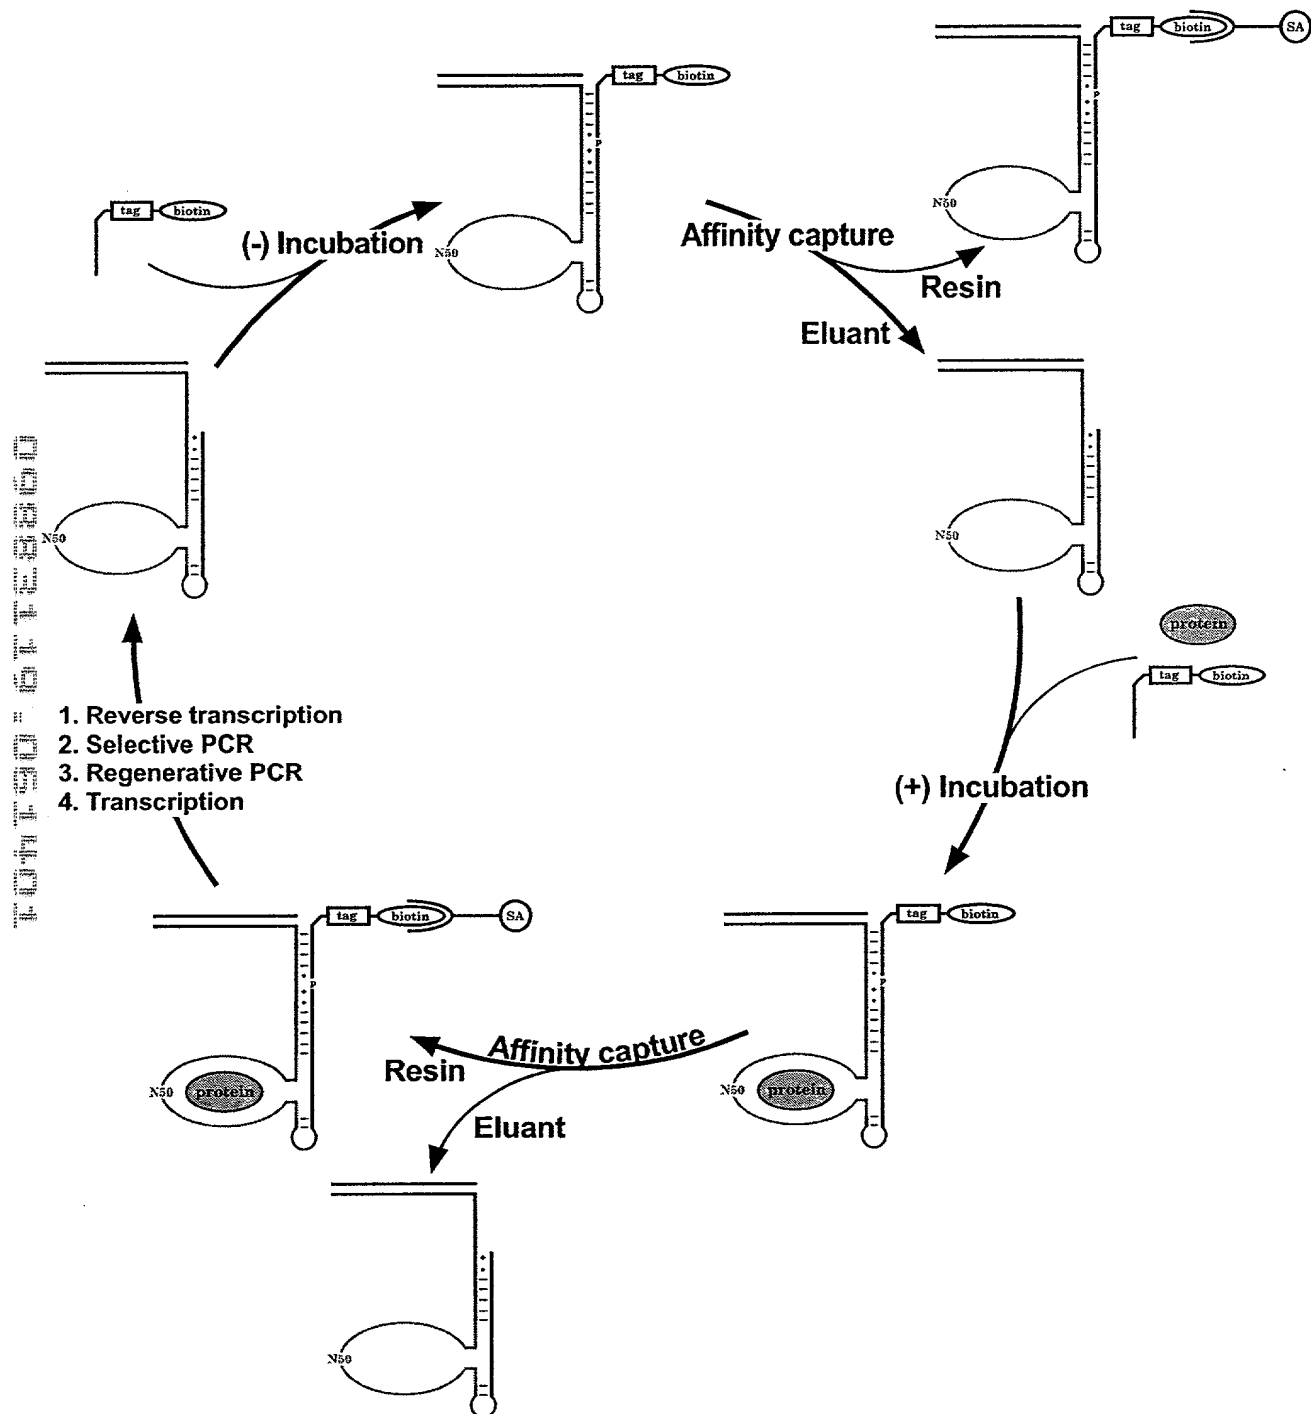 tag
biotin
SA
tag
biotin
P
P
N50
tag
biotin
(-) Incubation
Affinity capture
N50
Resin
Eluant
N50
N50
protein
tag
biotin
1. Reverse transcription
2. Selective PCR
3. Regenerative PCR
4. Transcription
(+) Incubation
tag
biotin
SA
tag
biotin
P
P
Affinity capture
Resin
N50
protein
N50
protein
Eluant
N50